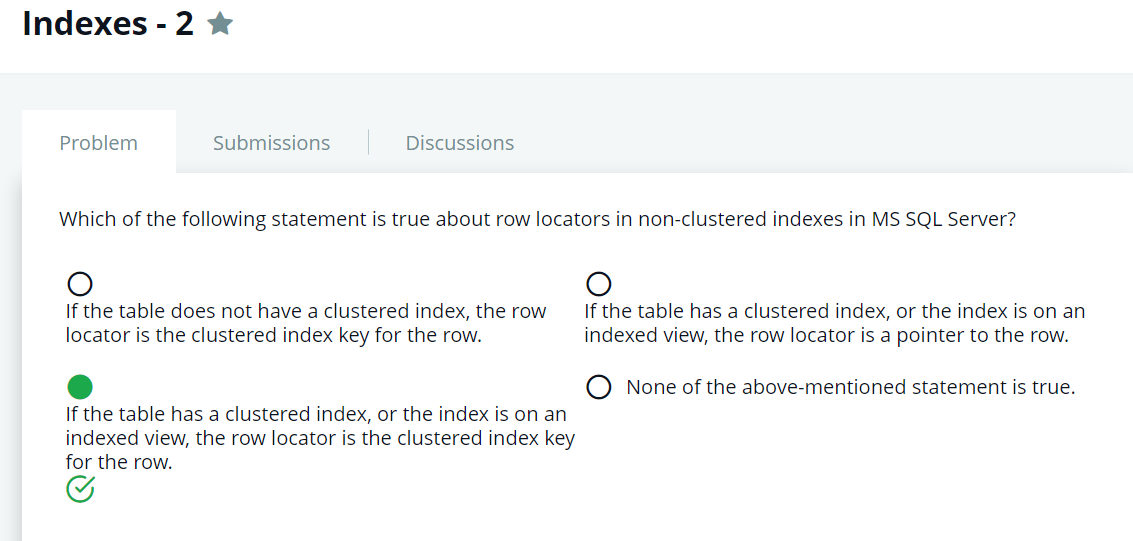 Indexes - 2
Problem
Submissions
Discussions
Which of the following statement is true about row locators in non-clustered indexes in MS SQL Server?
If the table does not have a clustered index, the row
locator is the clustered index key for the row.
If the table has a clustered index, or the index is on an
indexed view, the row locator is a pointer to the row.
If the table has a clustered index, or the index is on an
indexed view, the row locator is the clustered index key
for the row.
None of the above-mentioned statement is true.